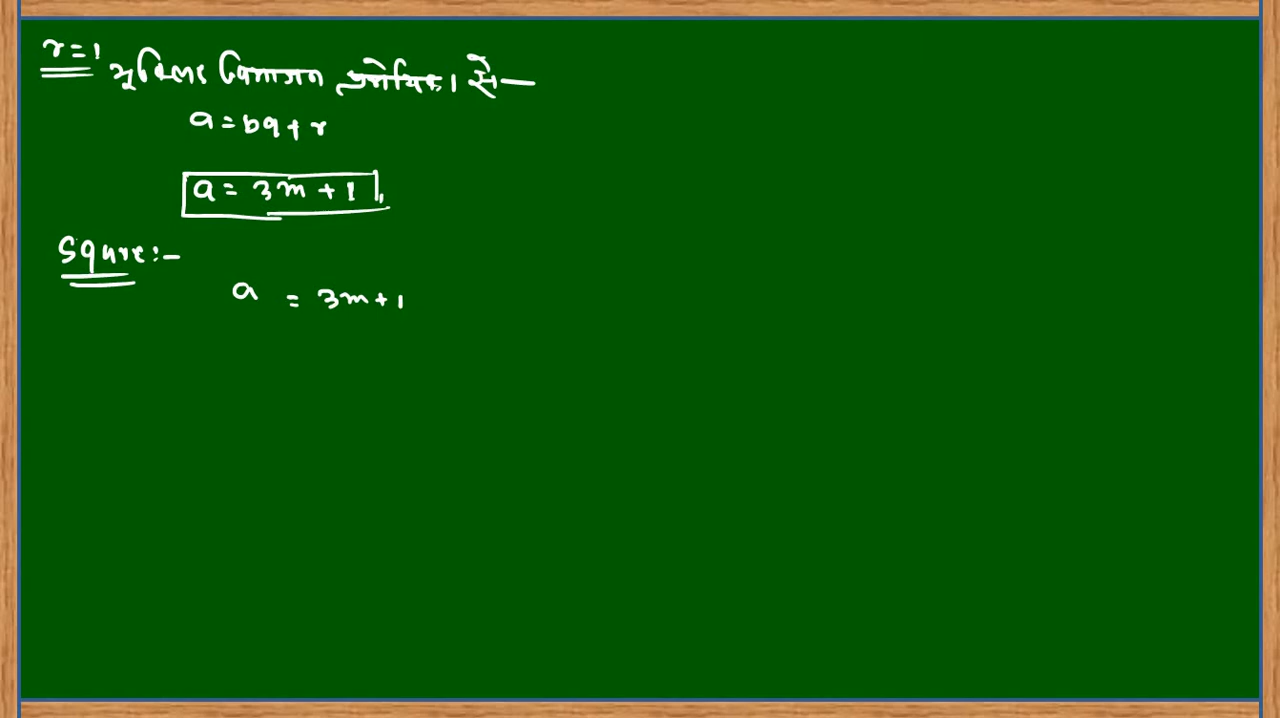 r=1
यूक्लिड विभाजन प्रमेयिका से—
a=bq+r
a = 3m + 1
Squre:-
a = 3m+1